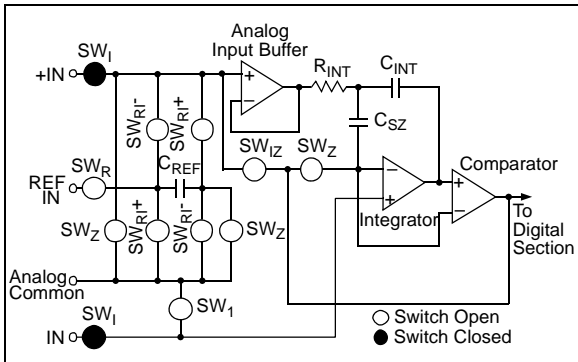 Analog
Input Buffer
SW_I
+IN
R_INT
C_INT
SW_RI-
SW_RI+
C_SZ
C_REF
SW_IZ
SW_Z
Comparator
SW_R
REF
IN
Integrator
To
Digital
Section
SW_Z
SW_RI+
SW_RI-
SW_Z
Analog
Common
SW_1
IN
SW_I
Switch Open
Switch Closed